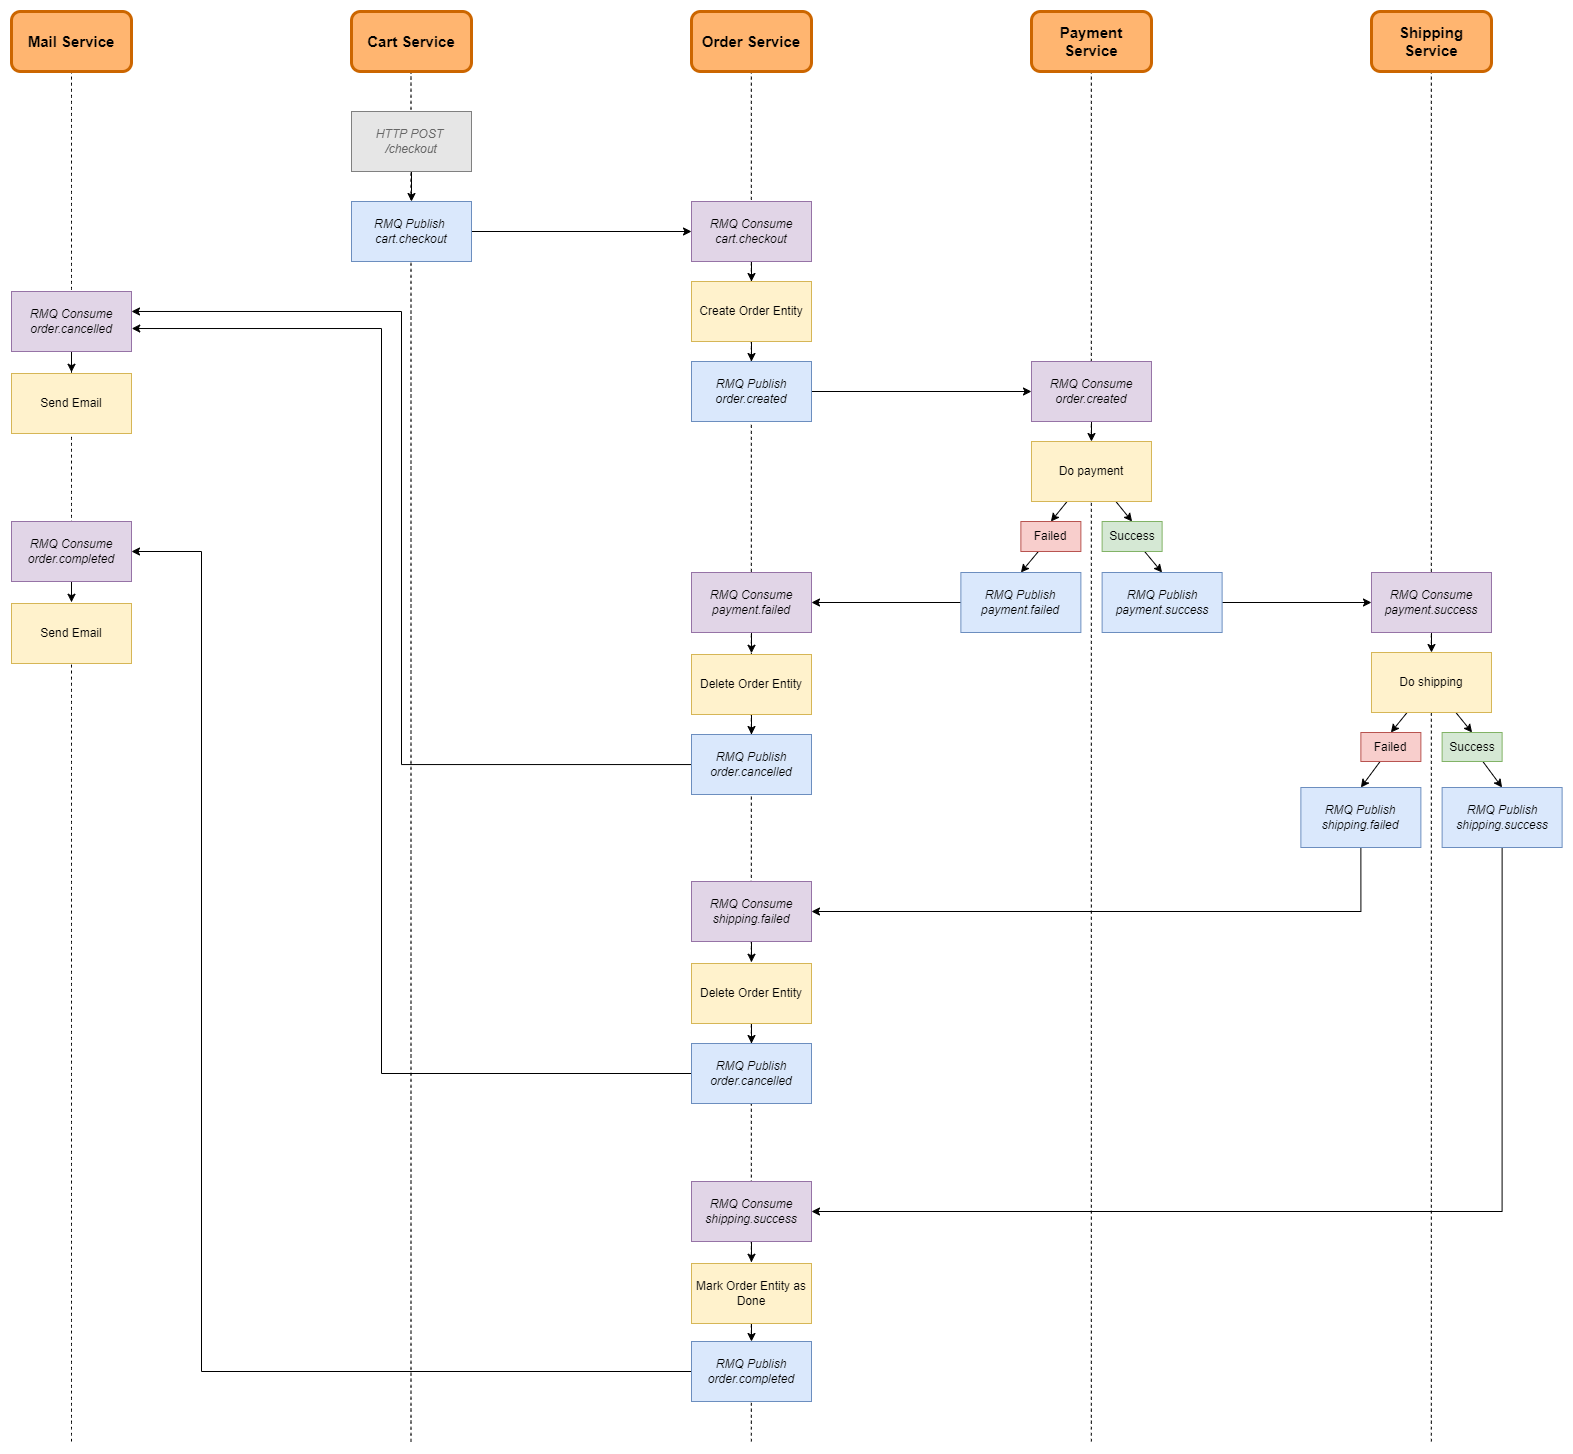 Mail Service
Cart Service
Order Service
Payment
Service
Shipping
Service
HTTP POST
/checkout
RMQ Publish
cart.checkout
RMQ Consume
cart.checkout
Create Order Entity
RMQ Consume
order.cancelled
Send Email
RMQ Publish
order.created
RMQ Consume
order.created
Do payment
Failed
Success
RMQ Consume
order.completed
Send Email
RMQ Consume
payment.failed
RMQ Publish
payment.failed
RMQ Publish
payment.success
RMQ Consume
payment.success
Delete Order Entity
Do shipping
RMQ Publish
order.cancelled
Failed
Success
RMQ Publish
shipping.failed
RMQ Publish
shipping.success
RMQ Consume
shipping.failed
Delete Order Entity
RMQ Publish
order.cancelled
RMQ Consume
shipping.success
Mark Order Entity as
Done
RMQ Publish
order.completed